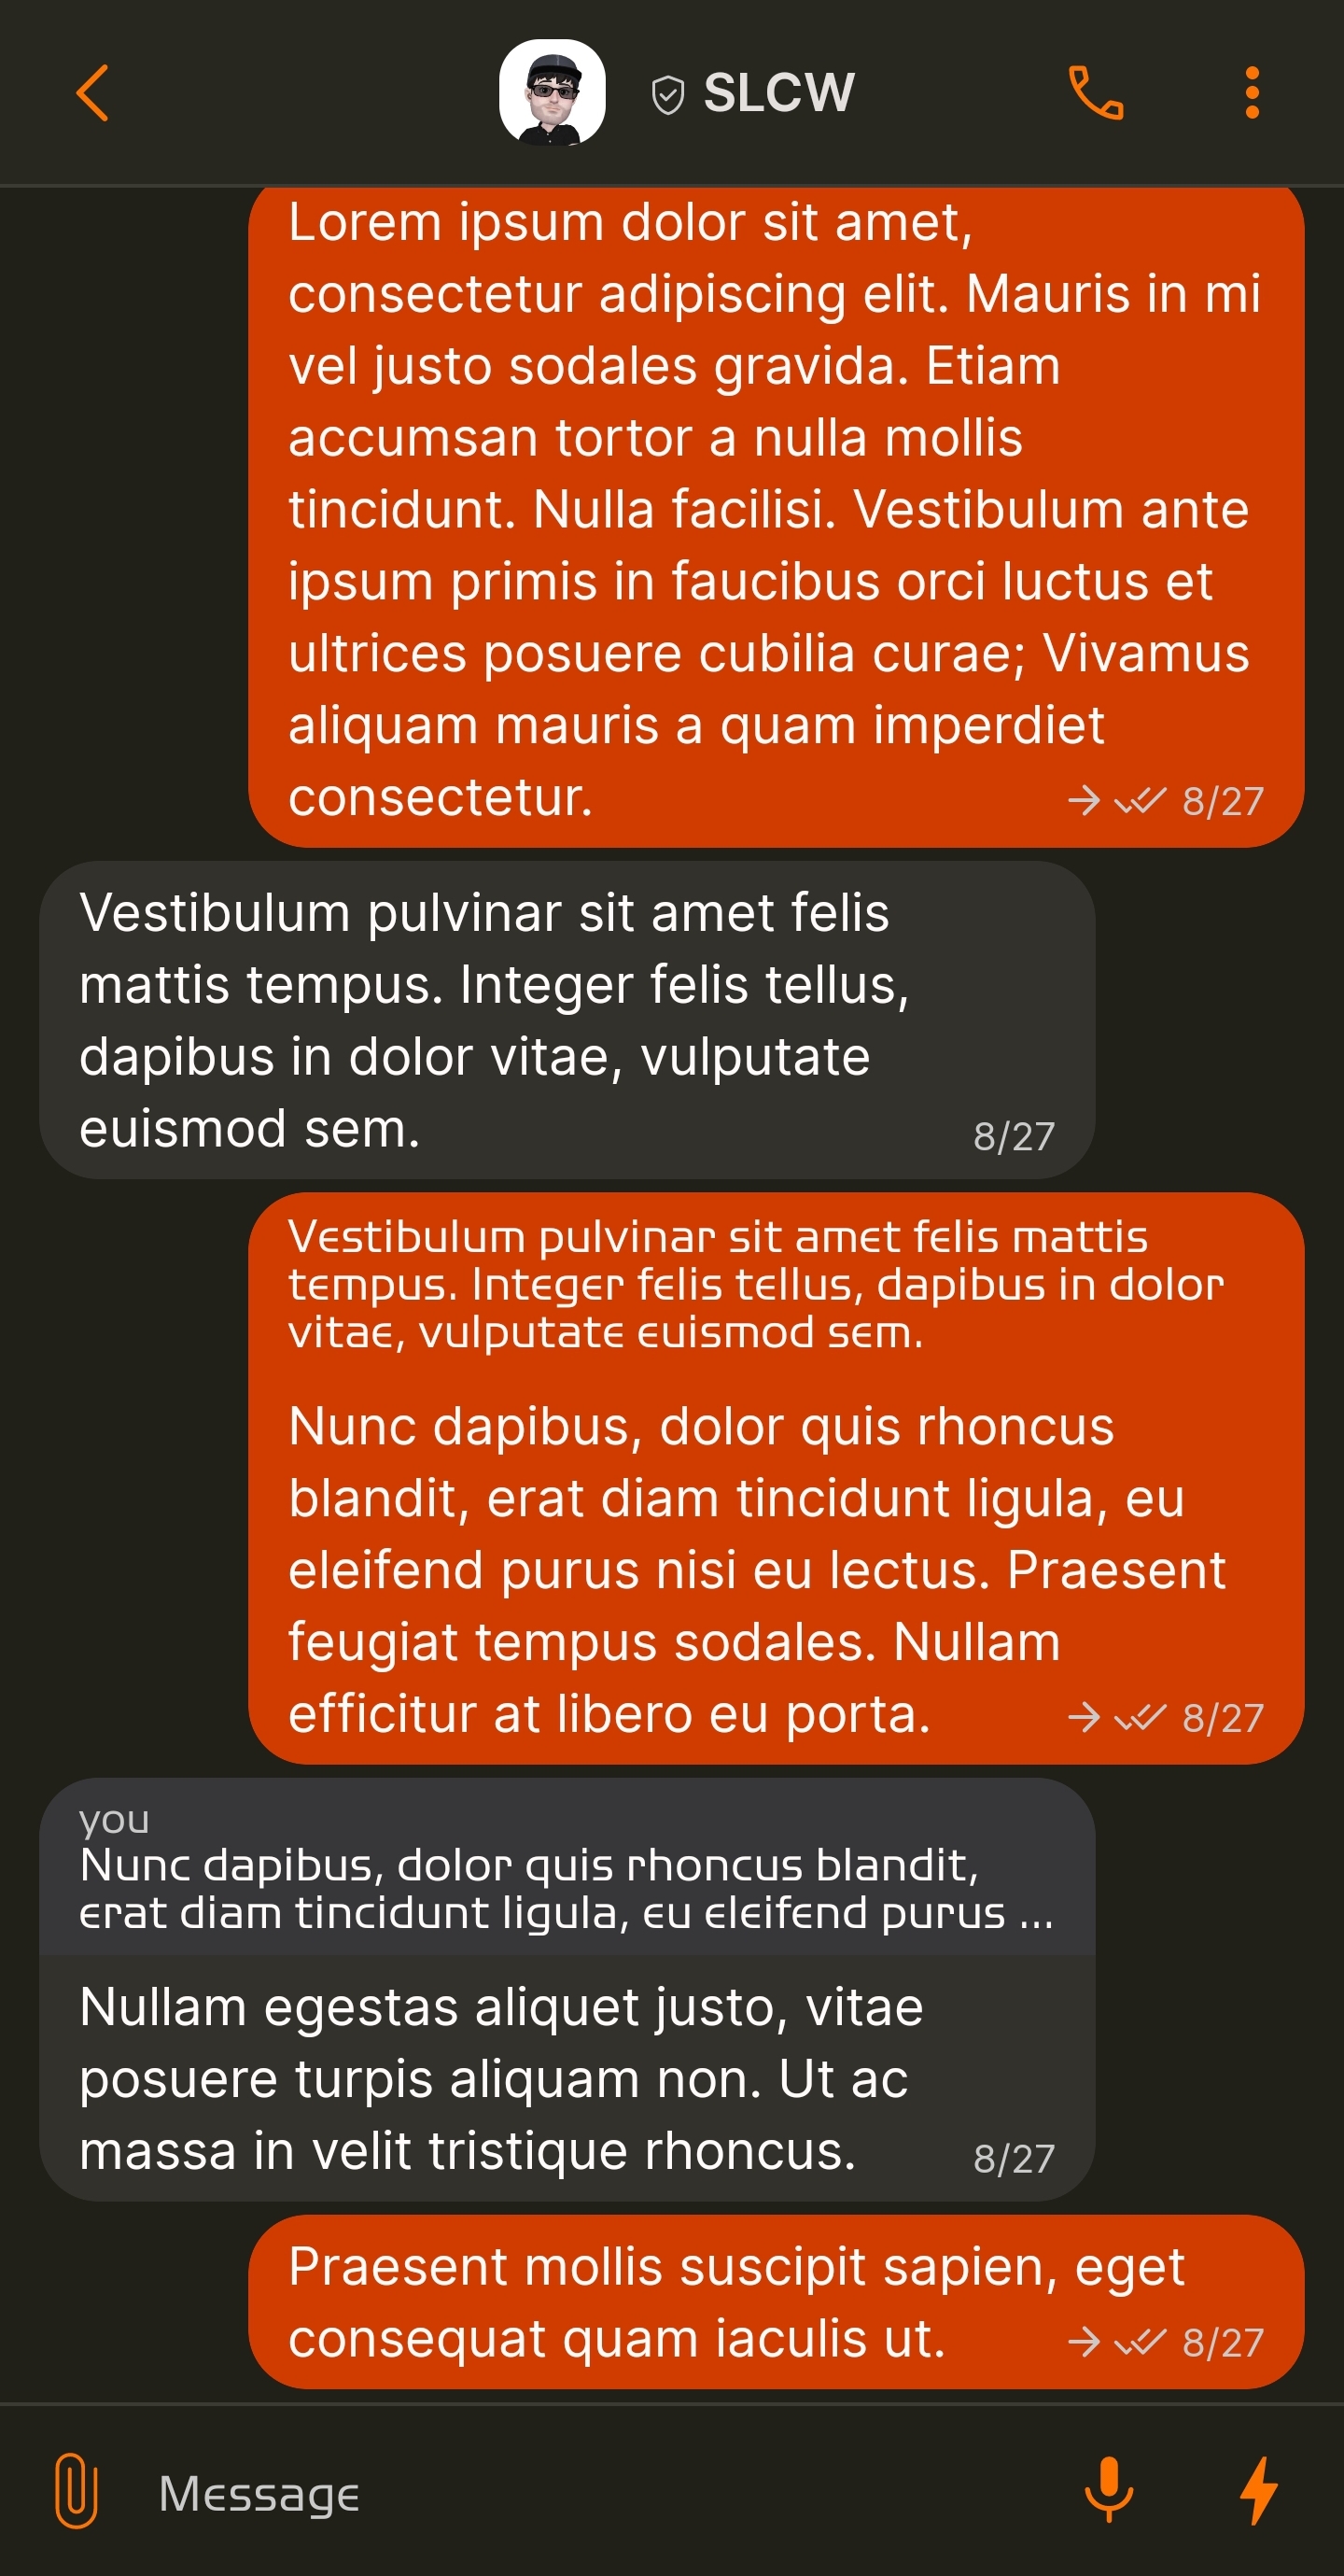 SLCW
Lorem ipsum dolor sit amet,
consectetur adipiscing elit. Mauris in mi
vel justo sodales gravida. Etiam
accumsan tortor a nulla mollis
tincidunt. Nulla facilisi. Vestibulum ante
ipsum primis in faucibus orci luctus et
ultrices posuere cubilia curae; Vivamus
aliquam mauris a quam imperdiet
consectetur.
8/27
Vestibulum pulvinar sit amet felis
mattis tempus. Integer felis tellus,
dapibus in dolor vitae, vulputate
euismod sem.
8/27
Vestibulum pulvinar sit amet felis mattis
tempus. Integer felis tellus, dapibus in dolor
vitae, vulputate euismod sem.
Nunc dapibus, dolor quis rhoncus
blandit, erat diam tincidunt ligula, eu
eleifend purus nisi eu lectus. Praesent
feugiat tempus sodales. Nullam
efficitur at libero eu porta.
8/27
you
Nunc dapibus, dolor quis rhoncus blandit,
erat diam tincidunt ligula, eu eleifend purus ...
Nullam egestas aliquet justo, vitae
posuere turpis aliquam non. Ut ac
massa in velit tristique rhoncus.
8/27
Praesent mollis suscipit sapien, eget
consequat quam iaculis ut.
8/27
Message